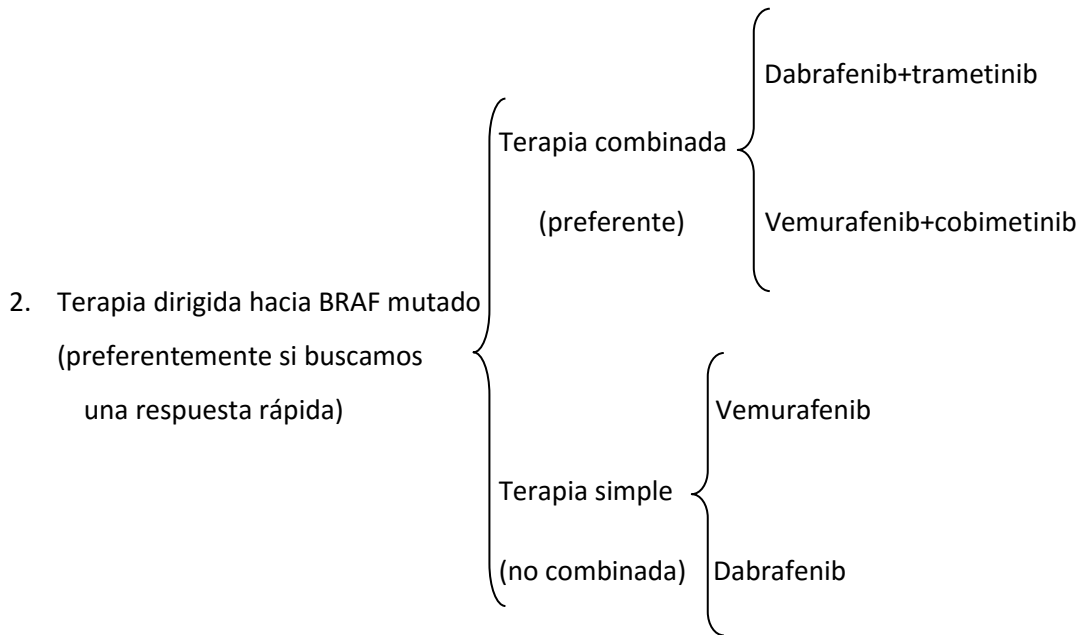 2. Terapia dirigida hacia BRAF mutado
(preferentemente si buscamos
una respuesta rápida)
Terapia combinada
(preferente)
Dabrafenib+trametinib
Vemurafenib+cobimetinib
Terapia simple
(no combinada)
Vemurafenib
Dabrafenib